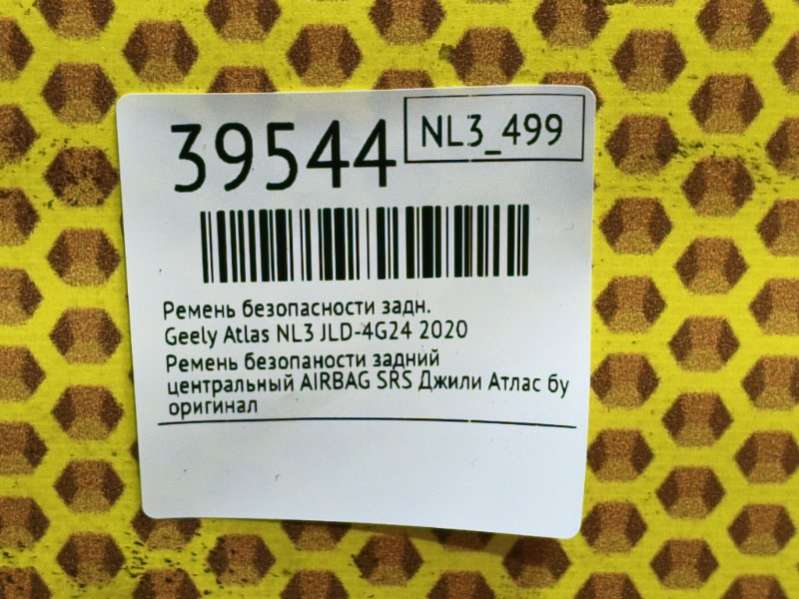 39544
NL3_499
Ремень безопасности задн.
Geely Atlas NL3 JLD-4G24 2020
Ремень безопаности задний
центральный AIRBAG SRS Джили Атлас бу
оригинал